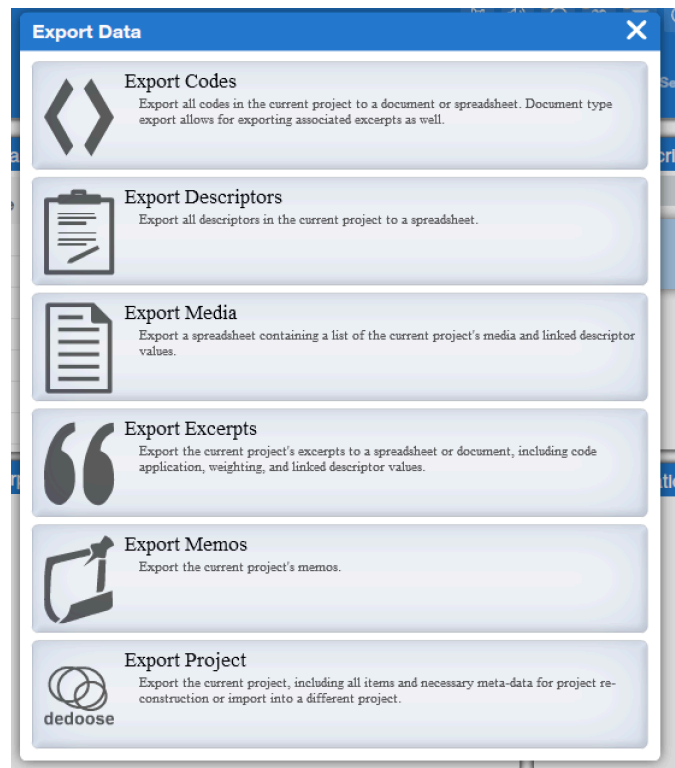 Export Data
Export Codes
Export all codes in the current project to a document or spreadsheet. Document type
export allows for exporting associated excerpts as well.
Export Descriptors
Export all descriptors in the current project to a spreadsheet.
Export Media
Export a spreadsheet containing a list of the current project's media and linked descriptor
values.
Export Excerpts
Export the current project's excerpts to a spreadsheet or document, including code
application, weighting, and linked descriptor values.
Export Memos
Export the current project's memos.
Export Project
Export the current project, including all items and necessary meta-data for project re-
construction or import into a different project.
dedoose